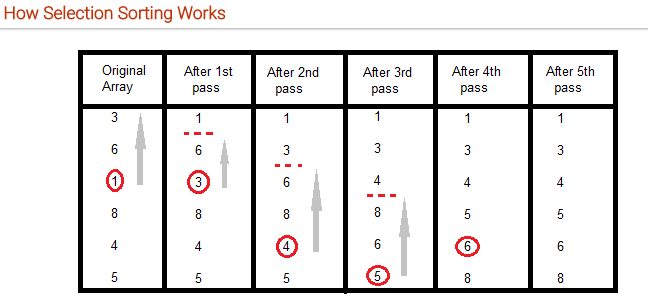 How Selection Sorting Works
Original Array After 1st pass After 2nd pass After 3rd pass After 4th pass After 5th pass
3 1 1 1 1 1
6 6 3 3 3 3
1 3 6 4 4 4
8 8 8 8 5 5
4 4 4 6 6 6
5 5 5 5 8 8